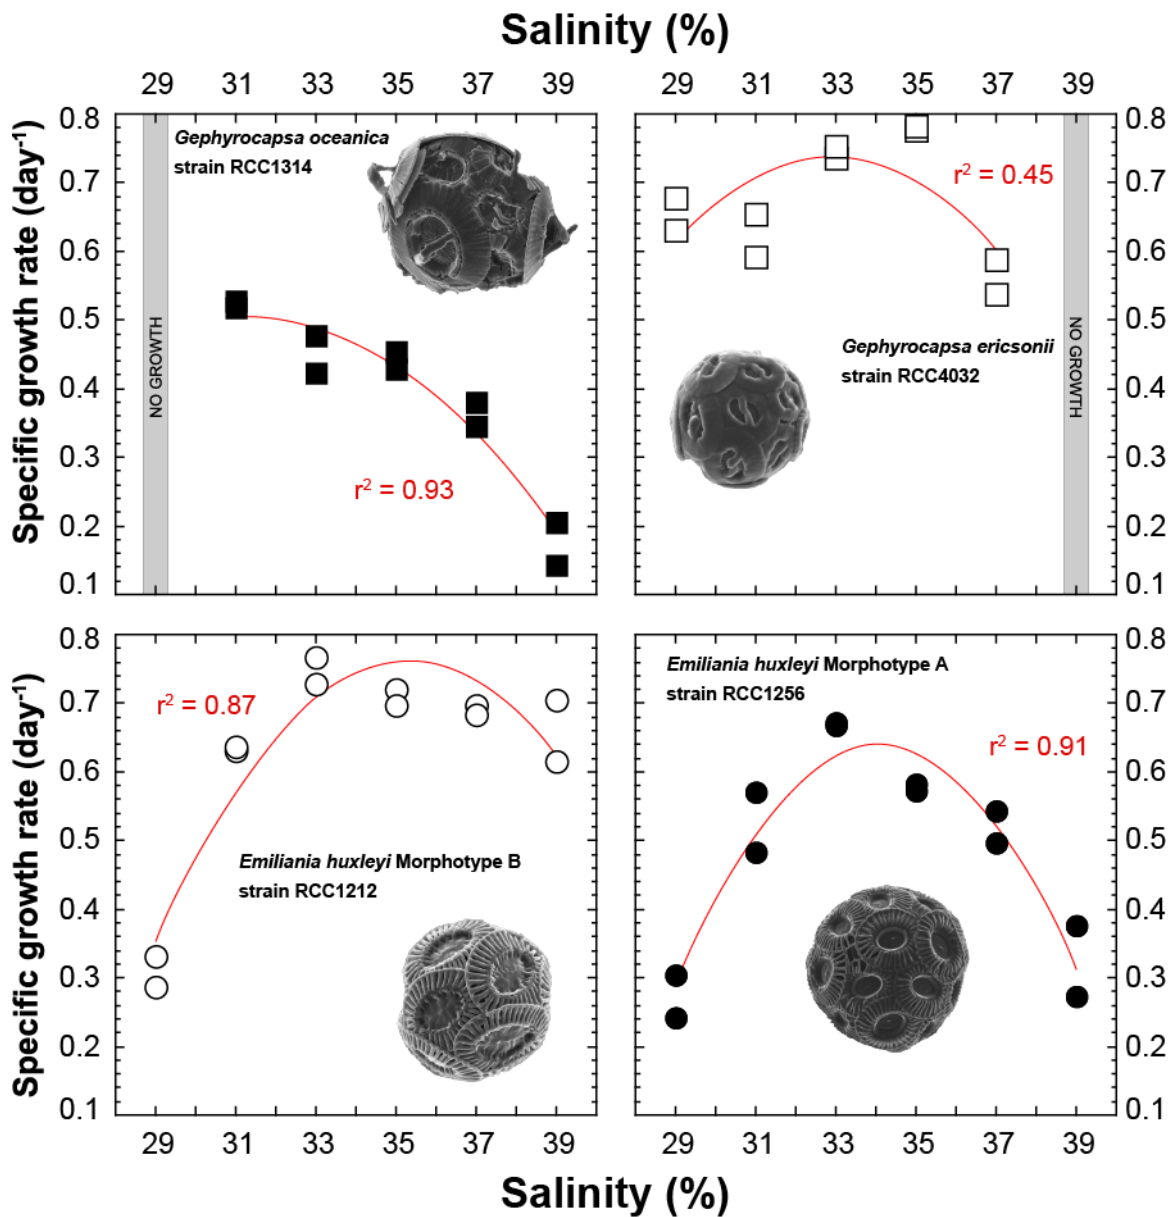 Salinity (%)
29 31 33 35 37 39 29 31 33 35 37 39
Specific growth rate (day⁻¹)
0.8
0.7
0.6
0.5
0.4
0.3
0.2
0.1
Gephyrocapsa oceanica
strain RCC1314
NO GROWTH
r² = 0.93
r² = 0.45
Gephyrocapsa ericsonii
strain RCC4032
NO GROWTH
0.8
0.7
0.6
0.5
0.4
0.3
0.2
0.1
Specific growth rate (day⁻¹)
0.8
0.7
0.6
0.5
0.4
0.3
0.2
0.1
r² = 0.87
Emiliania huxleyi Morphotype B
strain RCC1212
Emiliania huxleyi Morphotype A
strain RCC1256
r² = 0.91
0.8
0.7
0.6
0.5
0.4
0.3
0.2
0.1
29 31 33 35 37 39 29 31 33 35 37 39
Salinity (%)